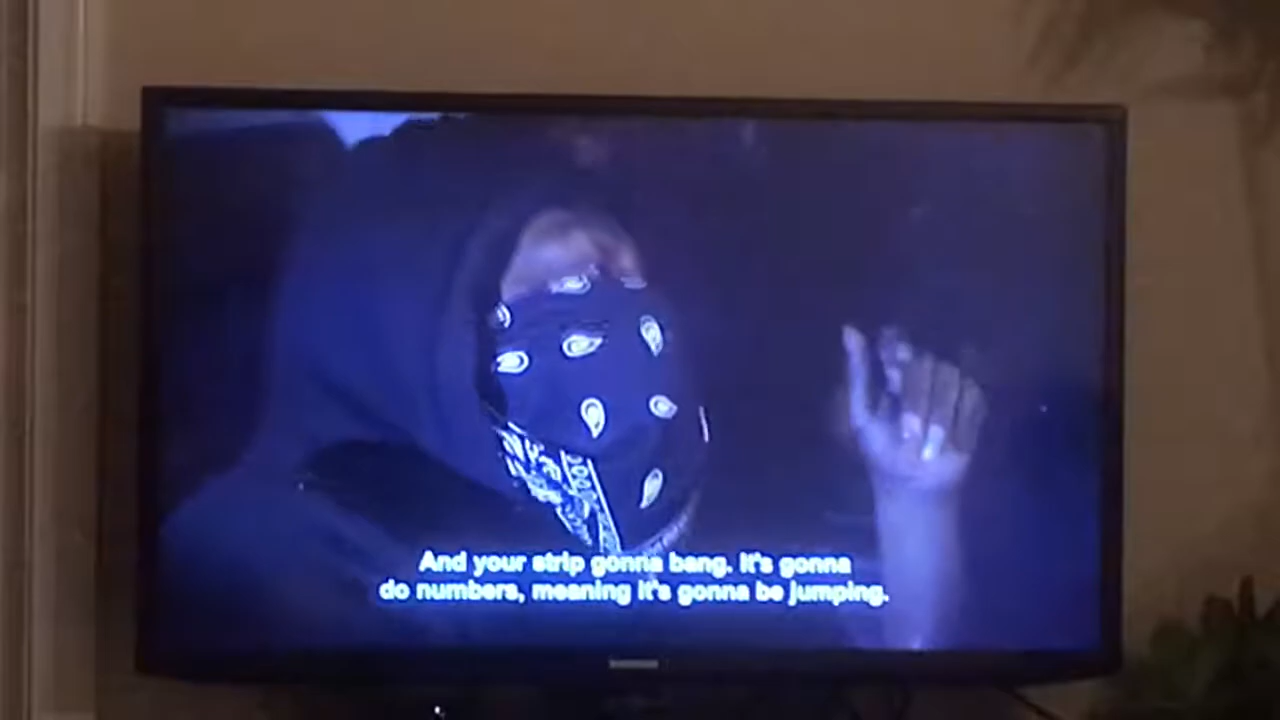 And your strip gonna bang. It's gonna
do numbers, meaning it's gonna be jumping.